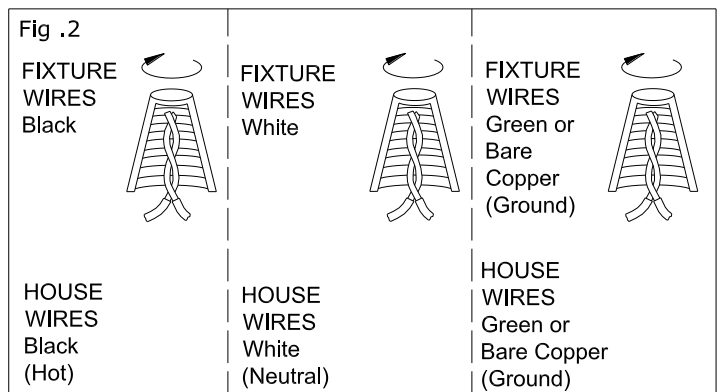 Fig .2
FIXTURE
WIRES
Black
HOUSE
WIRES
Black
(Hot)
FIXTURE
WIRES
White
HOUSE
WIRES
White
(Neutral)
FIXTURE
WIRES
Green or
Bare
Copper
(Ground)
HOUSE
WIRES
Green or
Bare Copper
(Ground)